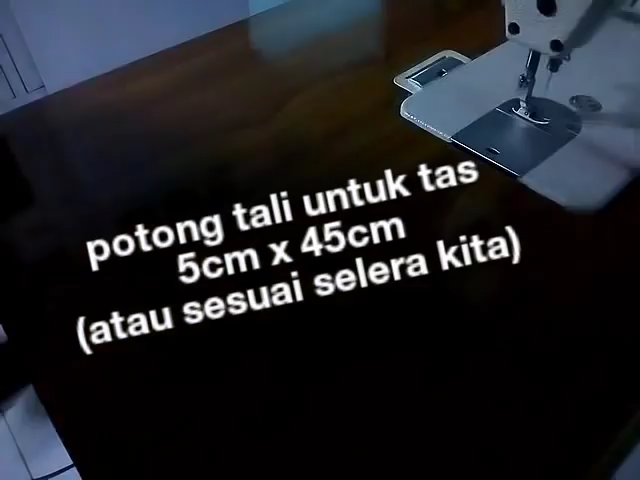 potong tali untuk tas
5cm x 45cm
(atau sesuai selera kita)